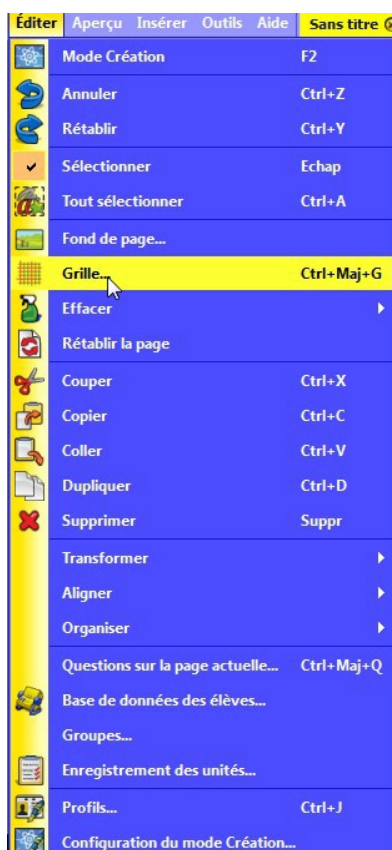 Éditer Aperçu Insérer Outils Aide Sans titre
Mode Création F2
Annuler Ctrl+Z
Rétablir Ctrl+Y
Sélectionner Echap
Tout sélectionner Ctrl+A
Fond de page...
Grille... Ctrl+Maj+G
Effacer
Rétablir la page
Couper Ctrl+X
Copier Ctrl+C
Coller Ctrl+V
Dupliquer Ctrl+D
Supprimer Suppr
Transformer
Aligner
Organiser
Questions sur la page actuelle... Ctrl+Maj+Q
Base de données des élèves...
Groupes...
Enregistrement des unités...
Profils... Ctrl+J
Configuration du mode Création...